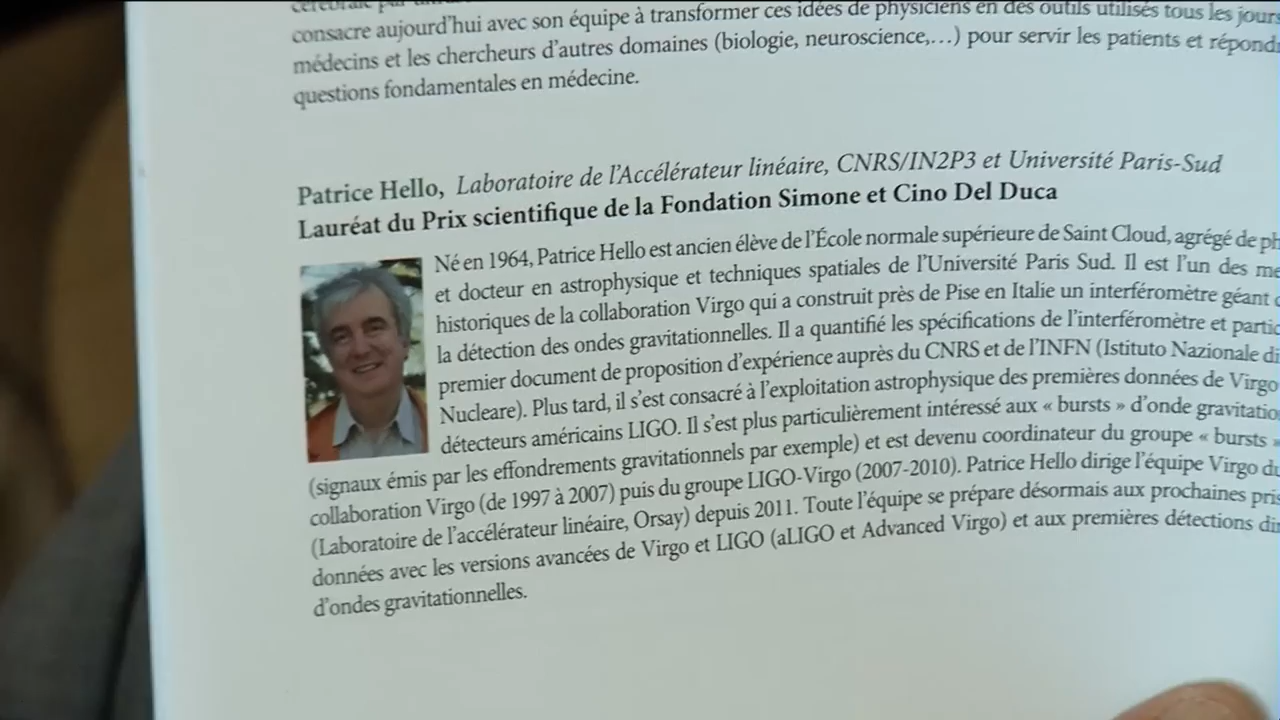 consacre aujourd'hui avec son équipe à transformer ces idées de physiciens en des outils utilisés tous les jours
médecins et les chercheurs d'autres domaines (biologie, neuroscience,…) pour servir les patients et répond
questions fondamentales en médecine.
Patrice Hello, Laboratoire de l'Accélérateur linéaire, CNRS/IN2P3 et Université Paris-Sud
Lauréat du Prix scientifique de la Fondation Simone et Cino Del Duca
Né en 1964, Patrice Hello est ancien élève de l'École normale supérieure de Saint Cloud, agrégé de ph
et docteur en astrophysique et techniques spatiales de l'Université Paris Sud. Il est l'un des me
historiques de la collaboration Virgo qui a construit près de Pise en Italie un interféromètre géant
la détection des ondes gravitationnelles. Il a quantifié les spécifications de l'interféromètre et partic
premier document de proposition d'expérience auprès du CNRS et de l'INFN (Istituto Nazionale di
Nucleare). Plus tard, il s'est consacré à l'exploitation astrophysique des premières données de Virgo
détecteurs américains LIGO. Il s'est plus particulièrement intéressé aux « bursts » d'onde gravitatio
(signaux émis par les effondrements gravitationnels par exemple) et est devenu coordinateur du groupe « bursts »
collaboration Virgo (de 1997 à 2007) puis du groupe LIGO-Virgo (2007-2010). Patrice Hello dirige l'équipe Virgo du
(Laboratoire de l'accélérateur linéaire, Orsay) depuis 2011. Toute l'équipe se prépare désormais aux prochaines pris
données avec les versions avancées de Virgo et LIGO (aLIGO et Advanced Virgo) et aux premières détections di
d'ondes gravitationnelles.